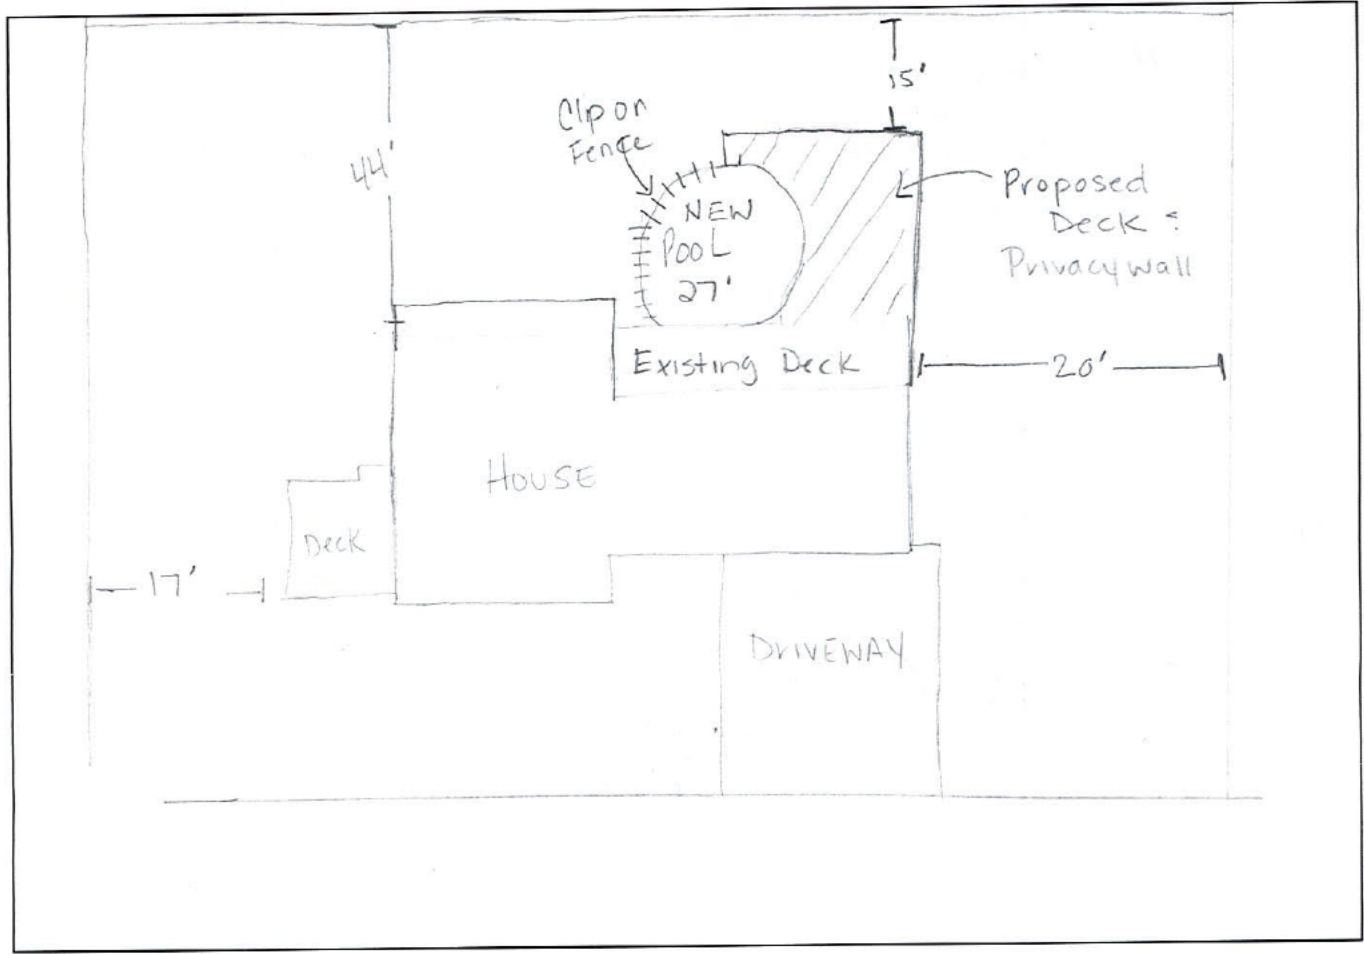 15'
Clip on
Fence
44'
NEW
POOL
27'
Proposed
Deck &
Privacy wall
Existing Deck
20'
HOUSE
Deck
17'
DRIVEWAY